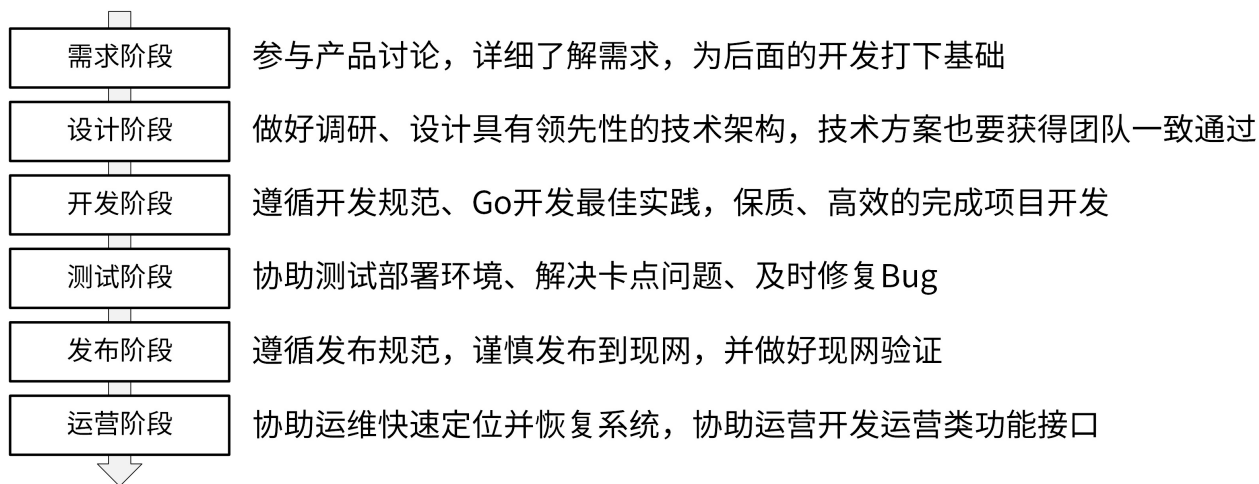 需求阶段 参与产品讨论，详细了解需求，为后面的开发打下基础
设计阶段 做好调研、设计具有领先性的技术架构，技术方案也要获得团队一致通过
开发阶段 遵循开发规范、Go开发最佳实践，保质、高效的完成项目开发
测试阶段 协助测试部署环境、解决卡点问题、及时修复Bug
发布阶段 遵循发布规范，谨慎发布到现网，并做好现网验证
运营阶段 协助运维快速定位并恢复系统，协助运营开发运营类功能接口